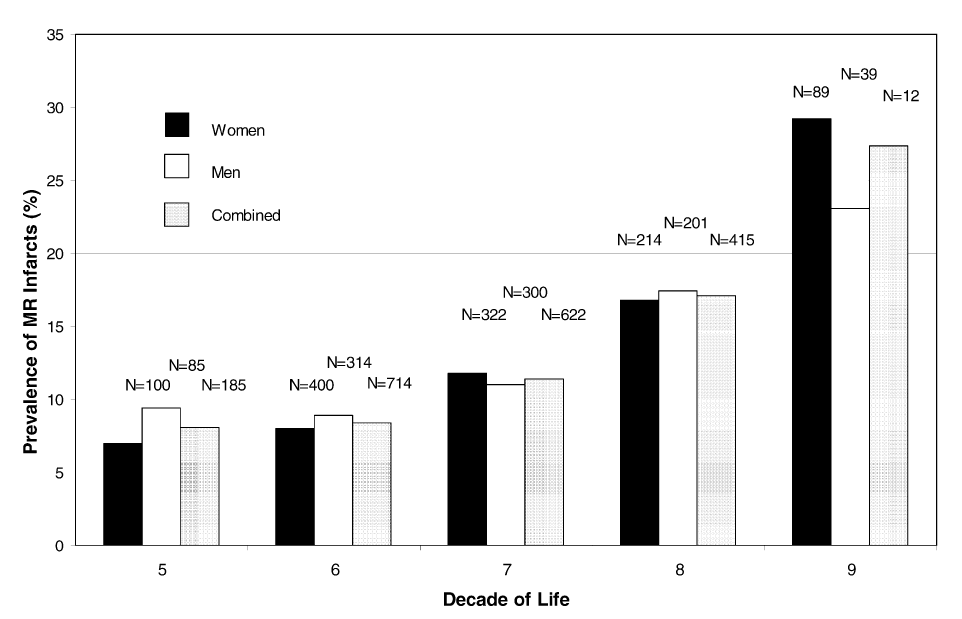 35
30
25
20
15
10
5
0
Prevalence of MR Infarcts (%)
Women
Men
Combined
N=100
N=85
N=185
N=400
N=314
N=714
N=322
N=300
N=622
N=214
N=201
N=415
N=89
N=39
N=12
5
6
7
8
9
Decade of Life